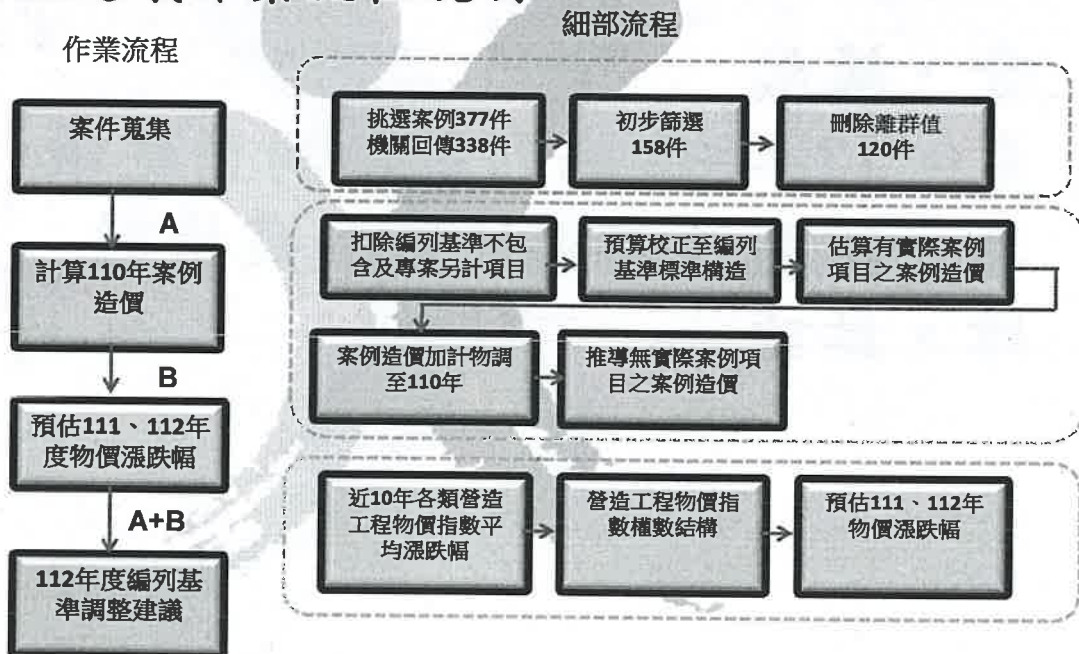 細部流程
作業流程
案件蒐集
A
計算110年案例
造價
B
預估111、112年
度物價漲跌幅
A+B
112年度編列基
準調整建議
挑選案例377件
機關回傳338件
初步篩選
158件
刪除離群值
120件
扣除編列基準不包
含及專案另計項目
預算校正至編列
基準標準構造
估算有實際案例
項目之案例造價
案例造價加計物調
至110年
推導無實際案例項
目之案例造價
近10年各類營造
工程物價指數平
均漲跌幅
營造工程物價指
數權數結構
預估111、112年
物價漲跌幅